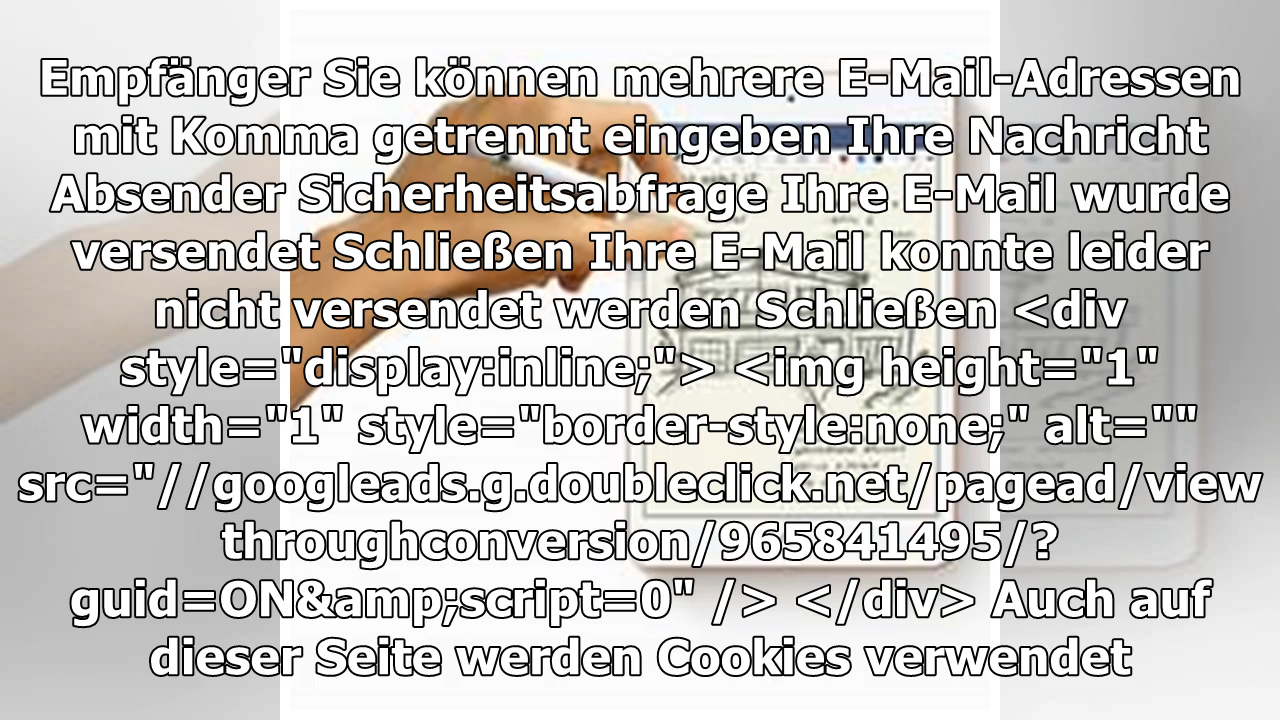 Empfänger Sie können mehrere E-Mail-Adressen
mit Komma getrennt eingeben Ihre Nachricht
Absender Sicherheitsabfrage Ihre E-Mail wurde
versendet Schließen Ihre E-Mail konnte leider
nicht versendet werden Schließen <div
style="display:inline;"> <img height="1"
width="1" style="border-style:none;" alt=""
src="//googleads.g.doubleclick.net/pagead/view
throughconversion/965841495/?
guid=ON&amp;script=0" /> </div> Auch auf
dieser Seite werden Cookies verwendet